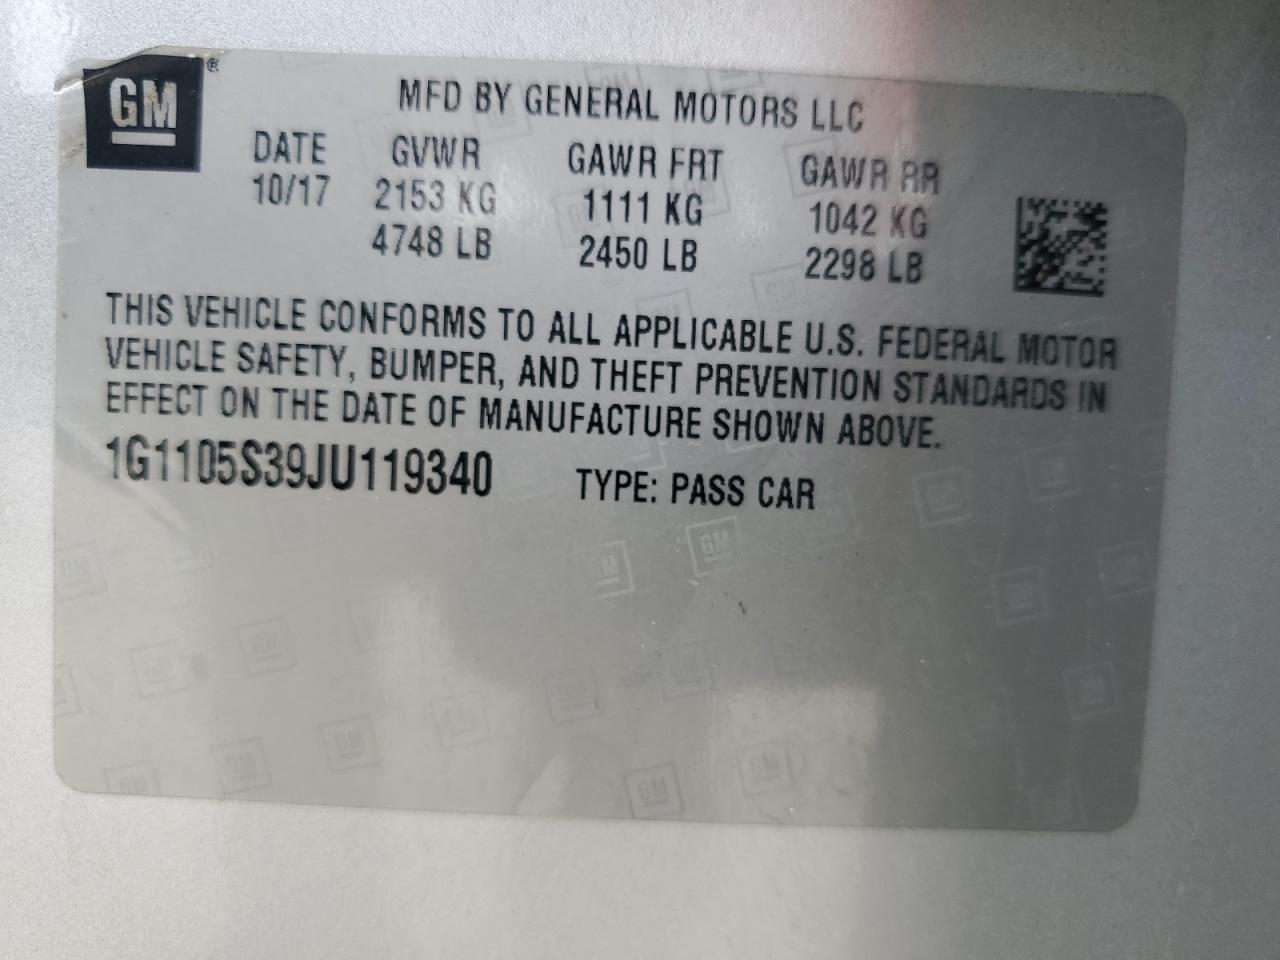 GM®
MFD BY GENERAL MOTORS LLC
DATE GVWR GAWR FRT GAWR RR
10/17 2153 KG 1111 KG 1042 KG
4748 LB 2450 LB 2298 LB
THIS VEHICLE CONFORMS TO ALL APPLICABLE U.S. FEDERAL MOTOR
VEHICLE SAFETY, BUMPER, AND THEFT PREVENTION STANDARDS IN
EFFECT ON THE DATE OF MANUFACTURE SHOWN ABOVE.
1G1105S39JU119340 TYPE: PASS CAR